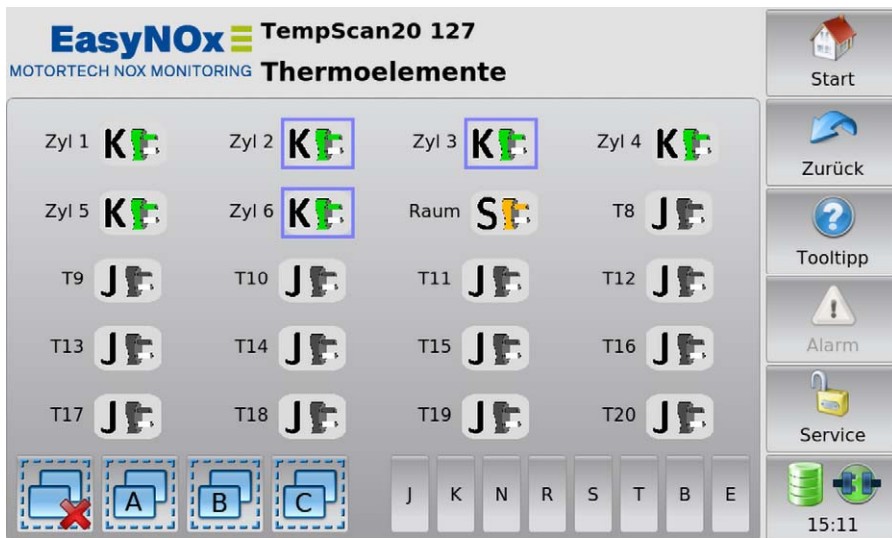 EasyNOx
MOTORTECH NOX MONITORING
TempScan20 127
Thermoelemente
Zyl 1 K
Zyl 2 K
Zyl 3 K
Zyl 4 K
Zyl 5 K
Zyl 6 K
Raum S
T8 J
T9 J
T10 J
T11 J
T12 J
T13 J
T14 J
T15 J
T16 J
T17 J
T18 J
T19 J
T20 J
A
B
C
J K N R S T B E
Start
Zurück
Tooltipp
Alarm
Service
15:11